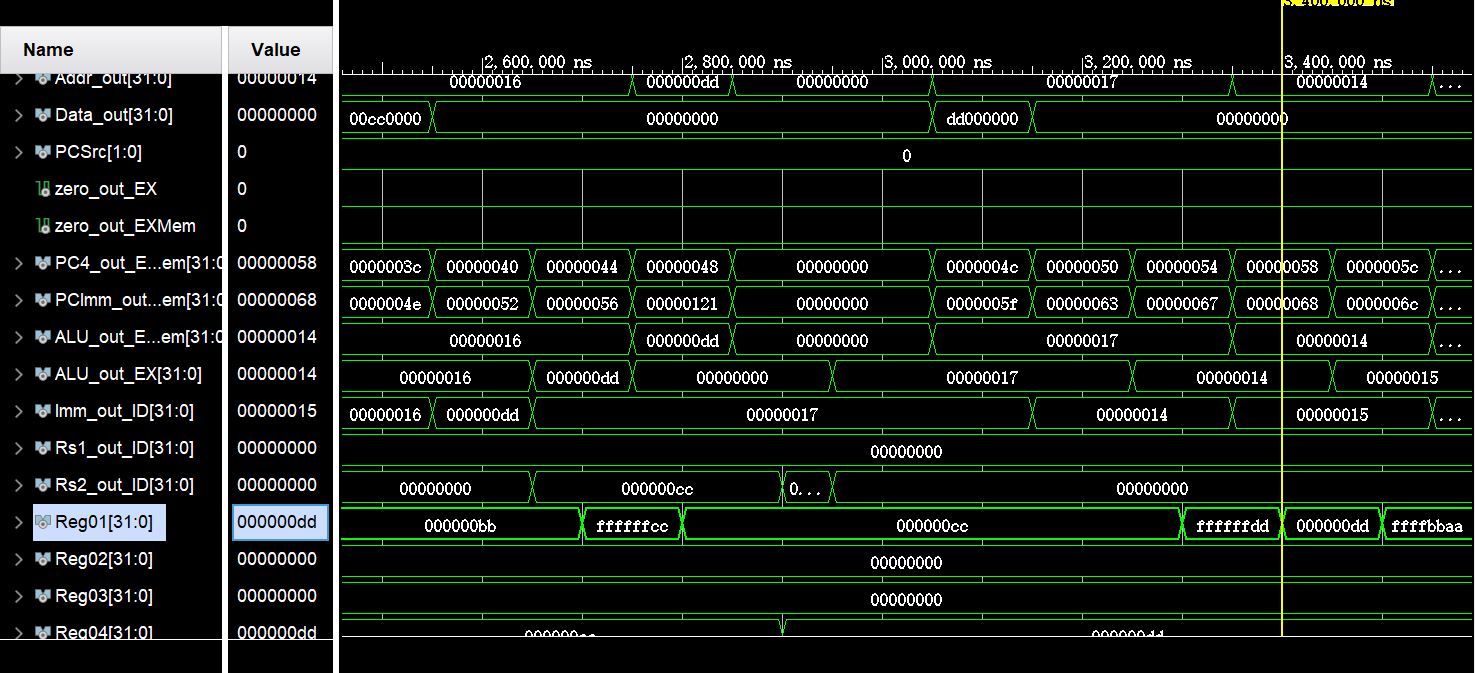 3,400.000 ns
Name Value
2,600.000 ns 2,800.000 ns 3,000.000 ns 3,200.000 ns 3,400.000 ns
Addr_out[31:0] 00000014 00000016 000000dd 00000000 00000017 00000014 ...
Data_out[31:0] 00000000 00cc0000 00000000 dd000000 00000000
PCSrc[1:0] 0 0
zero_out_EX 0
zero_out_EXMem 0
PC4_out_E...em[31:0 00000058 0000003c 00000040 00000044 00000048 00000000 0000004c 00000050 00000054 00000058 0000005c ...
PCImm_out...em[31:0 00000068 0000004e 00000052 00000056 00000121 00000000 0000005f 00000063 00000067 00000068 0000006c ...
ALU_out_E...em[31:0 00000014 00000016 000000dd 00000000 00000017 00000014 ...
ALU_out_EX[31:0] 00000014 00000016 000000dd 00000000 00000017 00000014 00000015
Imm_out_ID[31:0] 00000015 00000016 000000dd 00000017 00000014 00000015 ...
Rs1_out_ID[31:0] 00000000 00000000
Rs2_out_ID[31:0] 00000000 00000000 000000cc 0... 00000000
Reg01[31:0] 000000dd 000000bb ffffffcc 000000cc ffffffdd 000000dd ffffbbaa
Reg02[31:0] 00000000 00000000
Reg03[31:0] 00000000 00000000
Reg04[31:0] 000000dd 000000cc 000000dd